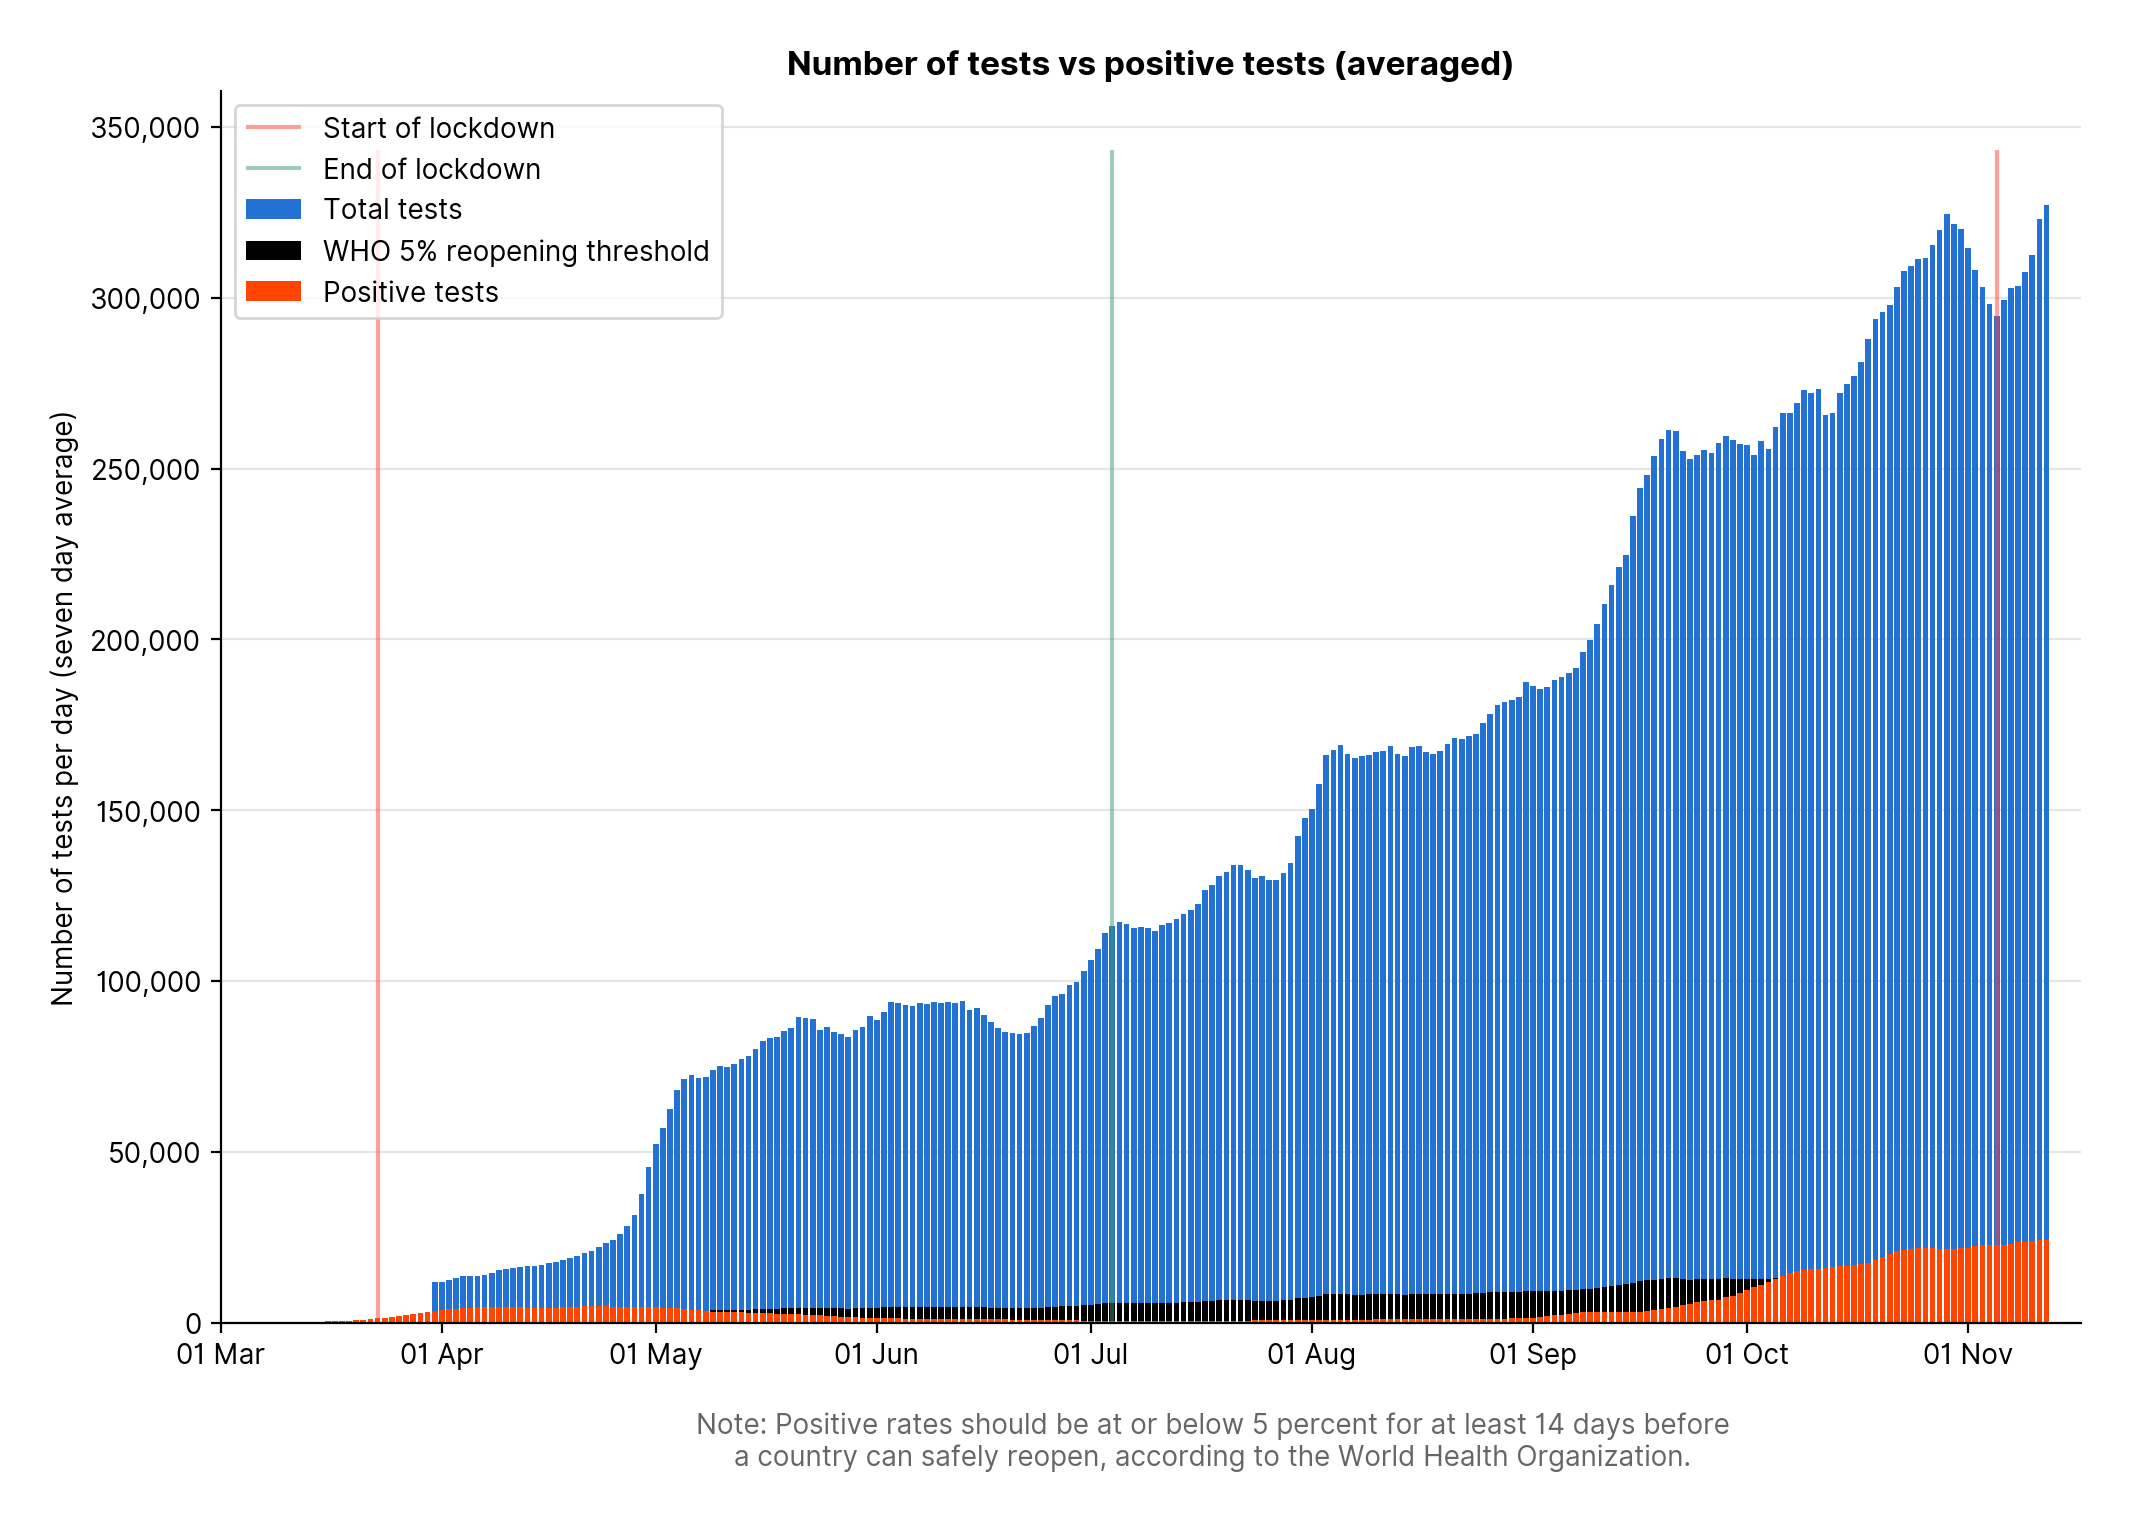 Number of tests vs positive tests (averaged)
Start of lockdown
End of lockdown
Total tests
WHO 5% reopening threshold
Positive tests
Number of tests per day (seven day average)
350,000
300,000
250,000
200,000
150,000
100,000
50,000
0
01 Mar
01 Apr
01 May
01 Jun
01 Jul
01 Aug
01 Sep
01 Oct
01 Nov
Note: Positive rates should be at or below 5 percent for at least 14 days before
a country can safely reopen, according to the World Health Organization.